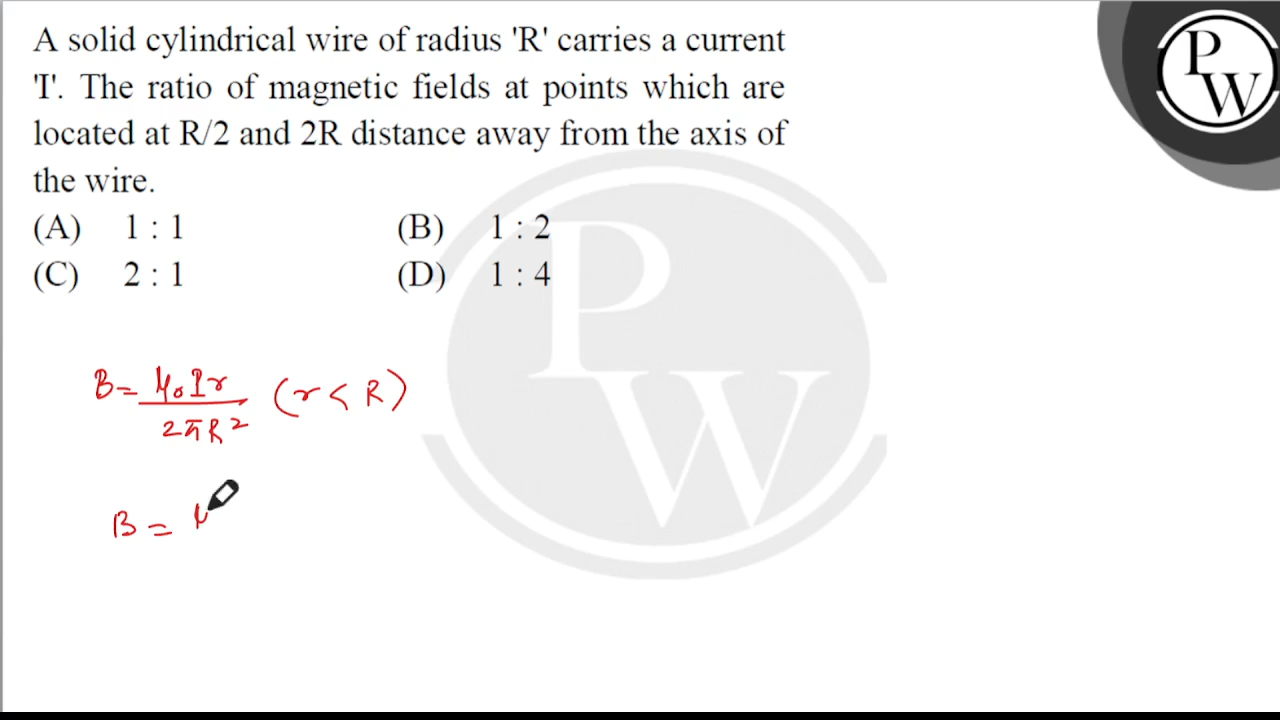 A solid cylindrical wire of radius 'R' carries a current
'I'. The ratio of magnetic fields at points which are
located at R/2 and 2R distance away from the axis of
the wire.
(A) 1 : 1 (B) 1 : 2
(C) 2 : 1 (D) 1 : 4
B = μ₀Ir / 2πR² (r < R)
B = μ
PW
PW